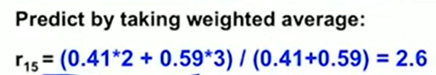 Predict by taking weighted average:
r15 = (0.41*2 + 0.59*3) / (0.41+0.59) = 2.6